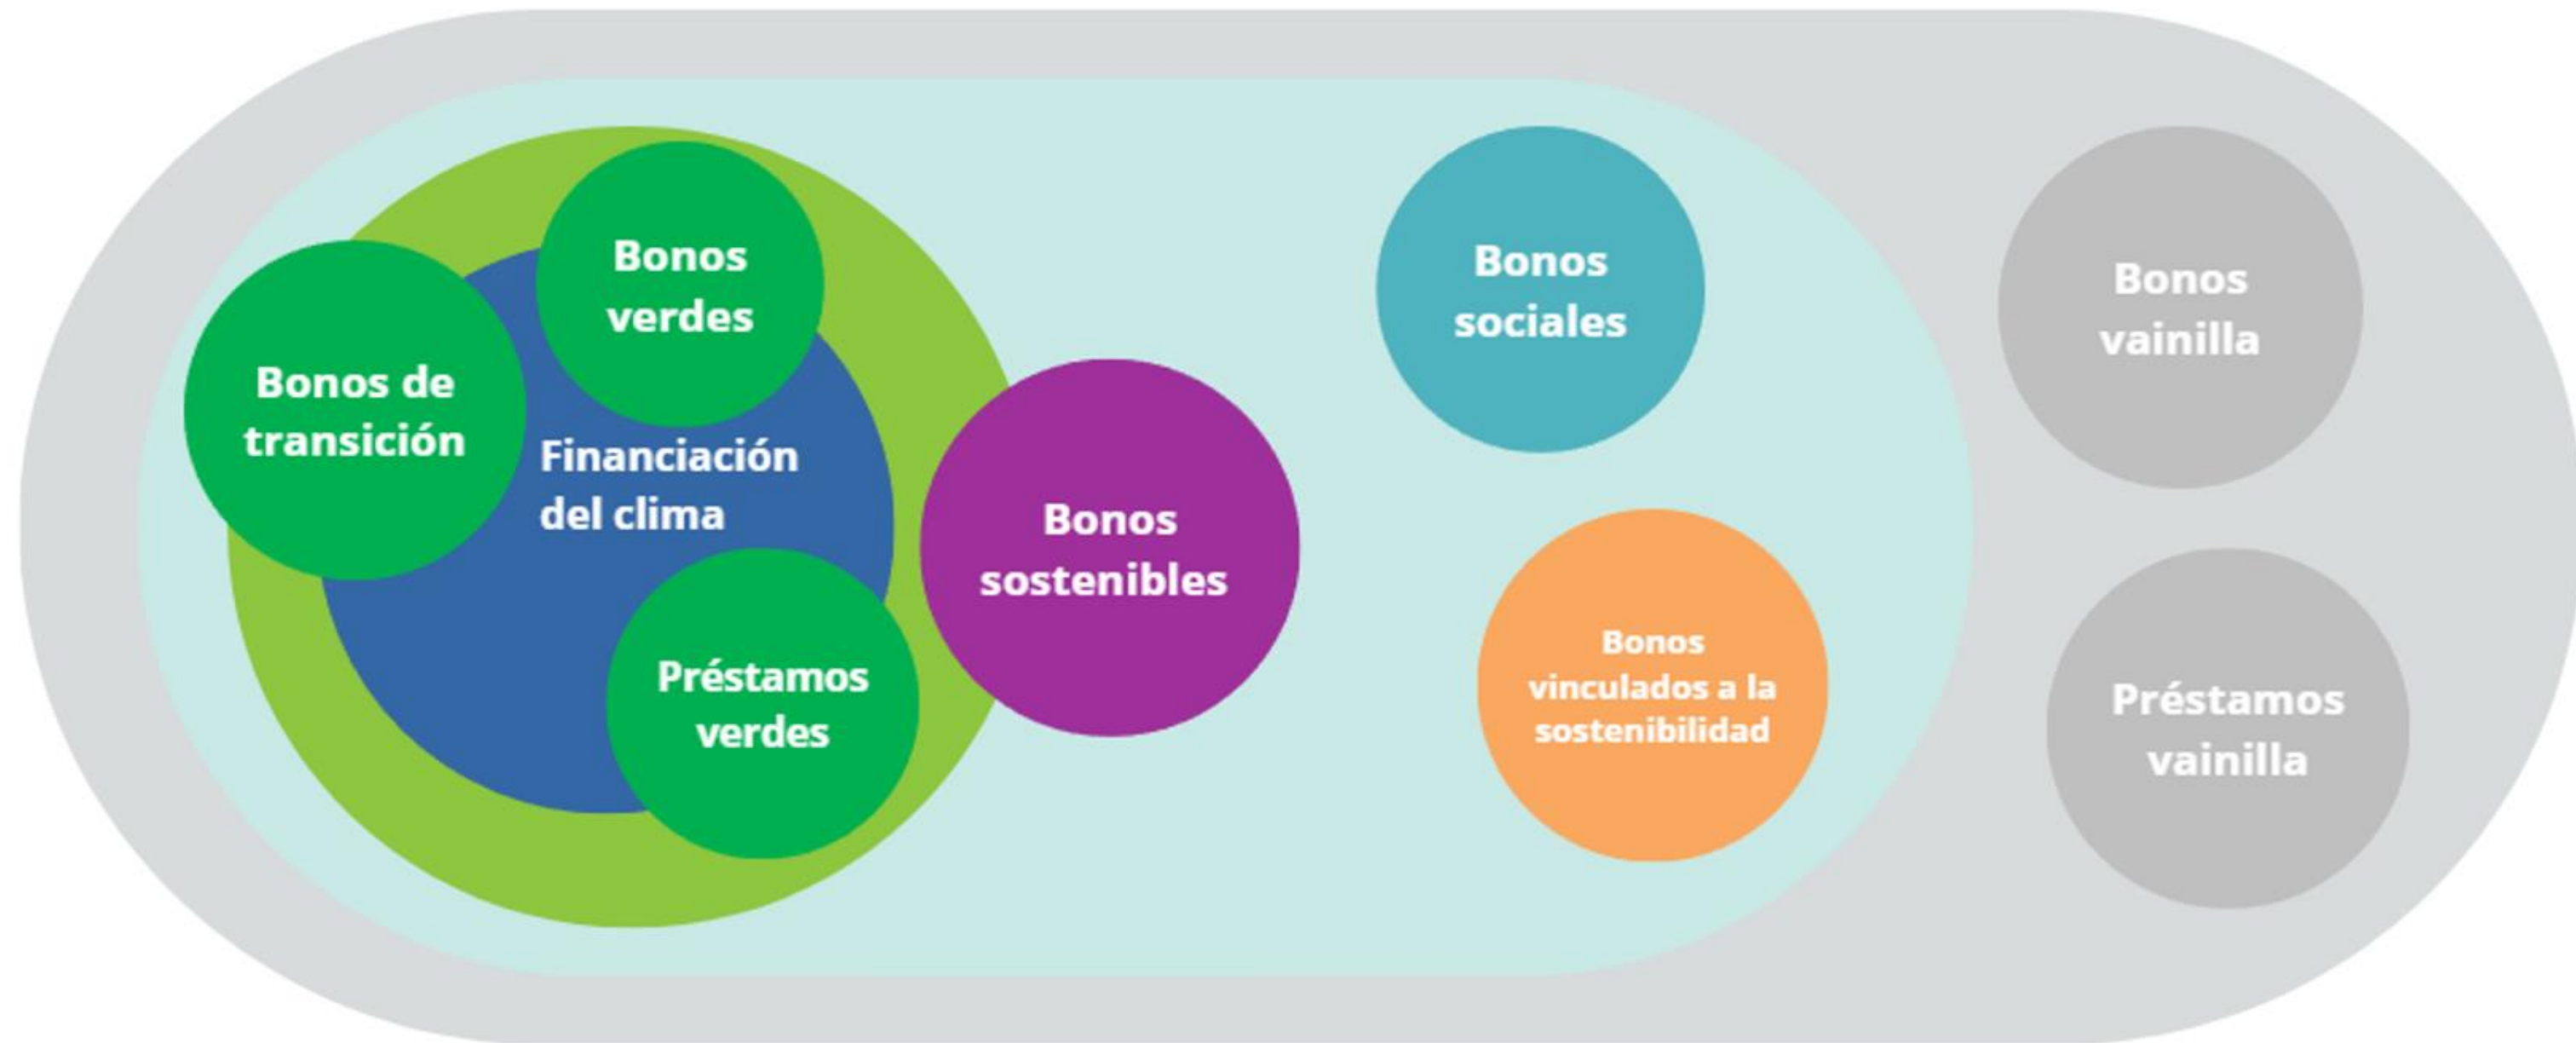 Bonos
verdes
Bonos de
transición
Financiación
del clima
Préstamos
verdes
Bonos
sostenibles
Bonos
sociales
Bonos
vinculados a la
sostenibilidad
Bonos
vainilla
Préstamos
vainilla